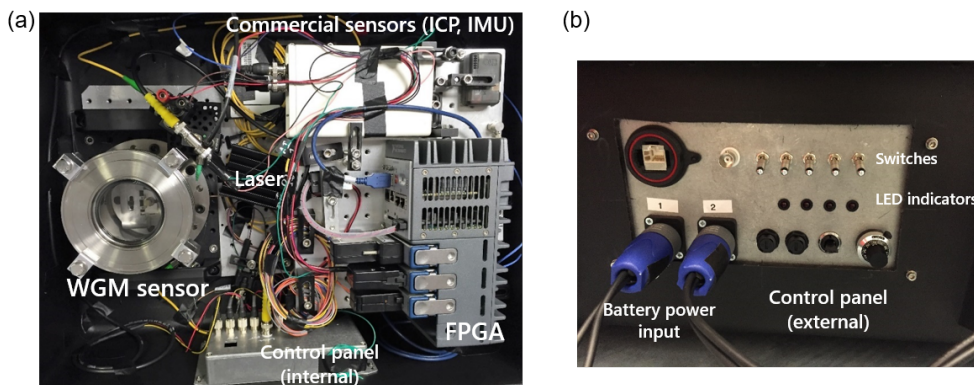 (a)
Commercial sensors (ICP, IMU)
Laser
WGM sensor
FPGA
Control panel
(internal)
(b)
Switches
LED indicators
1
2
Battery power
input
Control panel
(external)